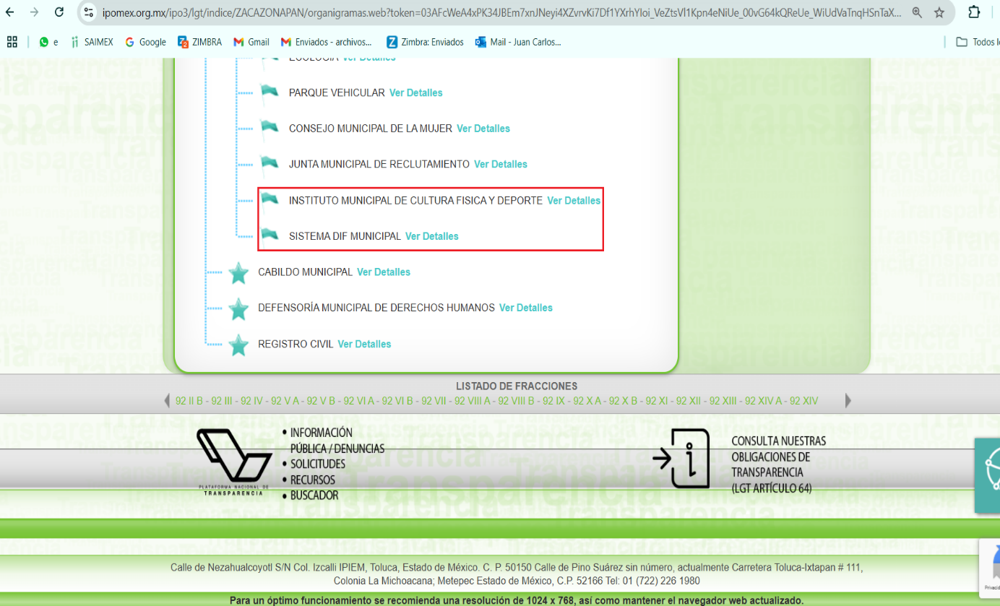 ipomex.org.mx/ipo3/lgt/indice/ZACAZONAPAN/organigramas.web?token=03AFcWeA4xPK34JBEm7xnJNeyi4XZvrvKi7Df1YXrhYIoi_VeZtsVl1Kpn4eNiUe_00vG64kQReUe_WiUdVaTnqHSnTaX...
e SAIMEX Google ZIMBRA Gmail Enviados - archivos... Zimbra: Enviados Mail - Juan Carlos... Todos
ECOLOGIA Ver Detalles
PARQUE VEHICULAR Ver Detalles
CONSEJO MUNICIPAL DE LA MUJER Ver Detalles
JUNTA MUNICIPAL DE RECLUTAMIENTO Ver Detalles
INSTITUTO MUNICIPAL DE CULTURA FISICA Y DEPORTE Ver Detalles
SISTEMA DIF MUNICIPAL Ver Detalles
CABILDO MUNICIPAL Ver Detalles
DEFENSORÍA MUNICIPAL DE DERECHOS HUMANOS Ver Detalles
REGISTRO CIVIL Ver Detalles
LISTADO DE FRACCIONES
92 II B - 92 III - 92 IV - 92 V A - 92 V B - 92 VI A - 92 VI B - 92 VII - 92 VIII A - 92 VIII B - 92 IX - 92 X A - 92 X B - 92 XI - 92 XII - 92 XIII - 92 XIV A - 92 XIV
PLATAFORMA NACIONAL DE
TRANSPARENCIA
• INFORMACIÓN
PÚBLICA / DENUNCIAS
• SOLICITUDES
• RECURSOS
• BUSCADOR
CONSULTA NUESTRAS
OBLIGACIONES DE
TRANSPARENCIA
(LGT ARTÍCULO 64)
Calle de Nezahualcoyotl S/N Col. Izcalli IPIEM, Toluca, Estado de México. C. P. 50150 Calle de Pino Suárez sin número, actualmente Carretera Toluca-Ixtapan # 111,
Colonia La Michoacana; Metepec Estado de México, C.P. 52166 Tel: 01 (722) 226 1980
Para un óptimo funcionamiento se recomienda una resolución de 1024 x 768, así como mantener el navegador web actualizado.